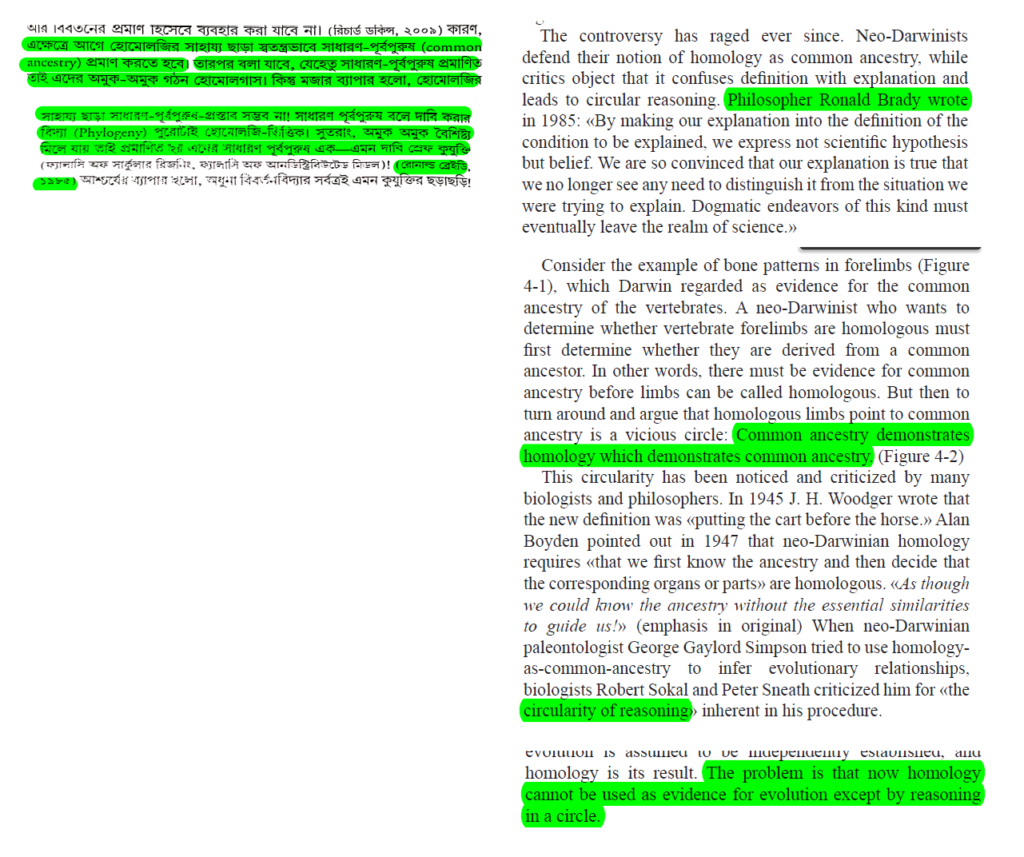 আর বিবর্তনের প্রমাণ হিসেবে ব্যবহার করা যাবে না। (রিচার্ড ডকিন্স, ২০০৯) কারণ,
এক্ষেত্রে আগে হোমোলজির সাহায্য ছাড়া স্বতন্ত্রভাবে সাধারণ-পূর্বপুরুষ (common
ancestry) প্রমাণ করতে হবে। তারপর বলা যাবে, যেহেতু সাধারণ-পূর্বপুরুষ প্রমাণিত
তাই এদের অমুক-অমুক গঠন হোমোলগাস। কিন্তু মজার ব্যাপার হলো, হোমোলজির
সাহায্য ছাড়া সাধারণ-পূর্বপুরুষ-প্রস্তাব সম্ভব না! সাধারণ পূর্বপুরুষ বলে দাবি করার
বিদ্যা (Phylogeny) পুরোটাই হোমোলজি-ভিত্তিক। সুতরাং, অমুক অমুক বৈশিষ্ট্য
মিলে যায় তাই প্রমাণিত হয় এদের সাধারণ পূর্বপুরুষ এক—এমন দাবি স্রেফ কুযুক্তি
(ফ্যালাসি অফ সার্কুলার রিজনিং, ফ্যালাসি অফ আনডিস্ট্রিবিউটেড মিডল)! (রোনাল্ড ব্রেইডি,
১৯৮৫) আশ্চর্যের ব্যাপার হলো, অধুনা বিবর্তনবিদ্যার সর্বত্রই এমন কুযুক্তির ছড়াছড়ি!
The controversy has raged ever since. Neo-Darwinists
defend their notion of homology as common ancestry, while
critics object that it confuses definition with explanation and
leads to circular reasoning. Philosopher Ronald Brady wrote
in 1985: «By making our explanation into the definition of the
condition to be explained, we express not scientific hypothesis
but belief. We are so convinced that our explanation is true that
we no longer see any need to distinguish it from the situation we
were trying to explain. Dogmatic endeavors of this kind must
eventually leave the realm of science.»
Consider the example of bone patterns in forelimbs (Figure
4-1), which Darwin regarded as evidence for the common
ancestry of the vertebrates. A neo-Darwinist who wants to
determine whether vertebrate forelimbs are homologous must
first determine whether they are derived from a common
ancestor. In other words, there must be evidence for common
ancestry before limbs can be called homologous. But then to
turn around and argue that homologous limbs point to common
ancestry is a vicious circle: Common ancestry demonstrates
homology which demonstrates common ancestry. (Figure 4-2)
This circularity has been noticed and criticized by many
biologists and philosophers. In 1945 J. H. Woodger wrote that
the new definition was «putting the cart before the horse.» Alan
Boyden pointed out in 1947 that neo-Darwinian homology
requires «that we first know the ancestry and then decide that
the corresponding organs or parts» are homologous. «As though
we could know the ancestry without the essential similarities
to guide us!» (emphasis in original) When neo-Darwinian
paleontologist George Gaylord Simpson tried to use homology-
as-common-ancestry to infer evolutionary relationships,
biologists Robert Sokal and Peter Sneath criticized him for «the
circularity of reasoning» inherent in his procedure.
evolution is assumed to be independently established, and
homology is its result. The problem is that now homology
cannot be used as evidence for evolution except by reasoning
in a circle.